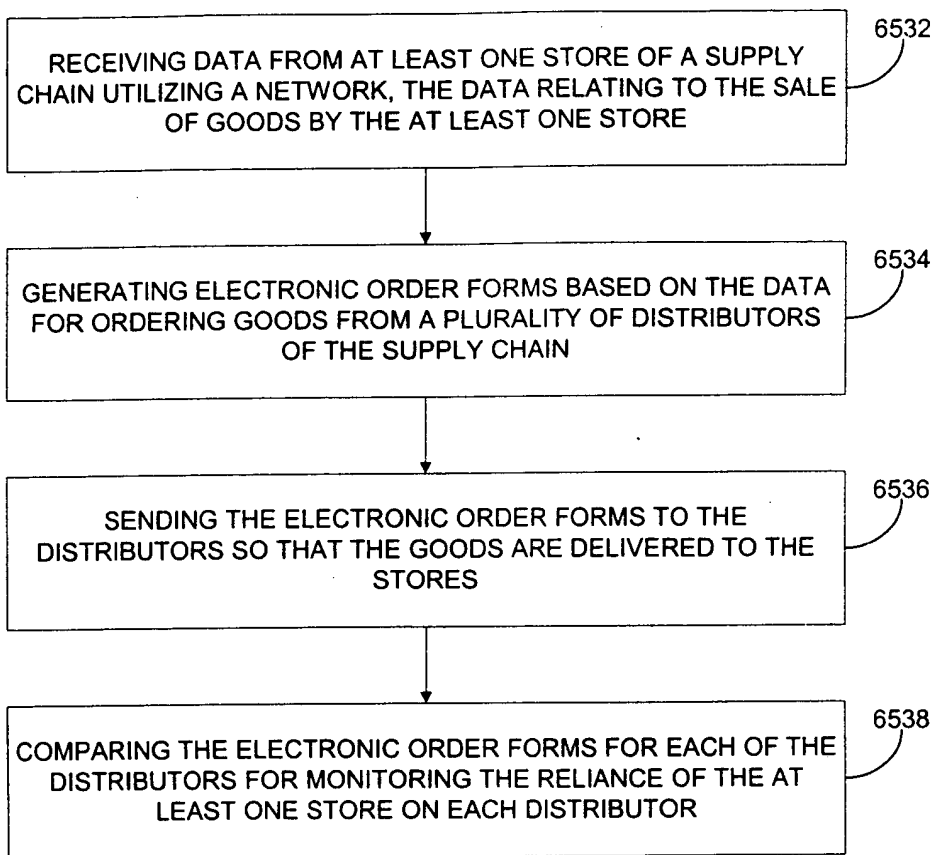 6532
RECEIVING DATA FROM AT LEAST ONE STORE OF A SUPPLY
CHAIN UTILIZING A NETWORK, THE DATA RELATING TO THE SALE
OF GOODS BY THE AT LEAST ONE STORE
6534
GENERATING ELECTRONIC ORDER FORMS BASED ON THE DATA
FOR ORDERING GOODS FROM A PLURALITY OF DISTRIBUTORS
OF THE SUPPLY CHAIN
6536
SENDING THE ELECTRONIC ORDER FORMS TO THE
DISTRIBUTORS SO THAT THE GOODS ARE DELIVERED TO THE
STORES
6538
COMPARING THE ELECTRONIC ORDER FORMS FOR EACH OF THE
DISTRIBUTORS FOR MONITORING THE RELIANCE OF THE AT
LEAST ONE STORE ON EACH DISTRIBUTOR